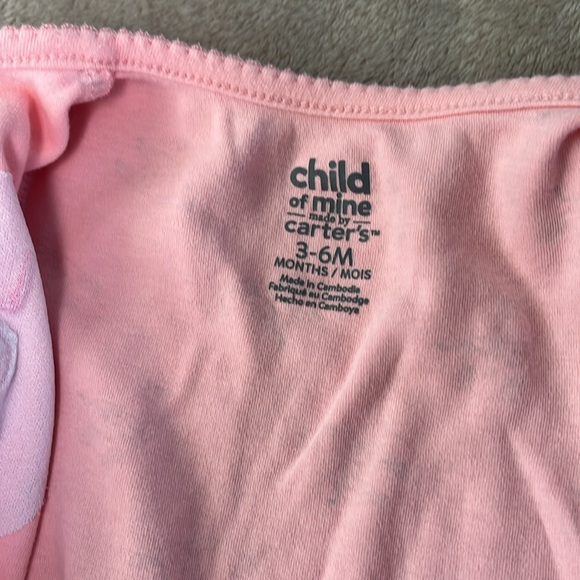 child
of mine
made by
carter's™
3-6M
MONTHS / MOIS
Made in Cambodia
Fabriqué au Cambodge
Hecho en Camboya